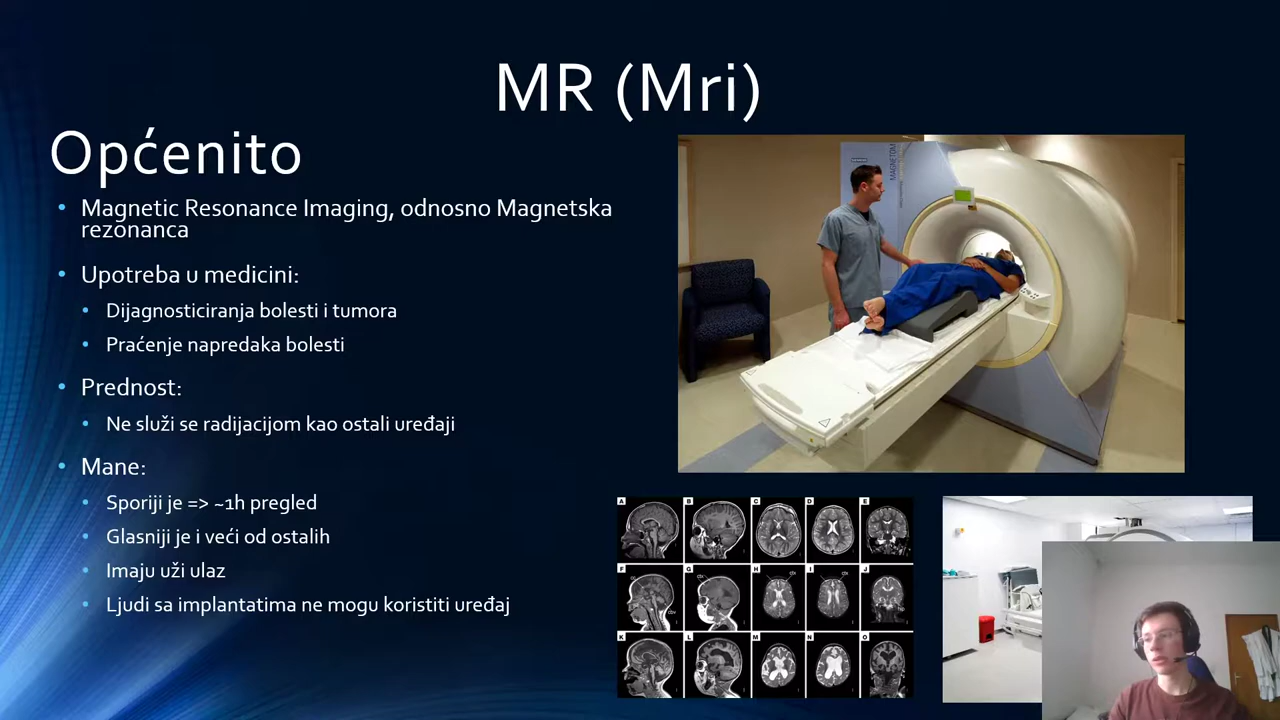 MR (Mri)
Općenito
Magnetic Resonance Imaging, odnosno Magnetska
rezonanca
Upotreba u medicini:
Dijagnosticiranja bolesti i tumora
Praćenje napredaka bolesti
Prednost:
Ne služi se radijacijom kao ostali uređaji
Mane:
Sporiji je => ~1h pregled
Glasniji je i veći od ostalih
Imaju uži ulaz
Ljudi sa implantatima ne mogu koristiti uređaj
MAGNETOM
A B C D E
F G H I J
K L M N O